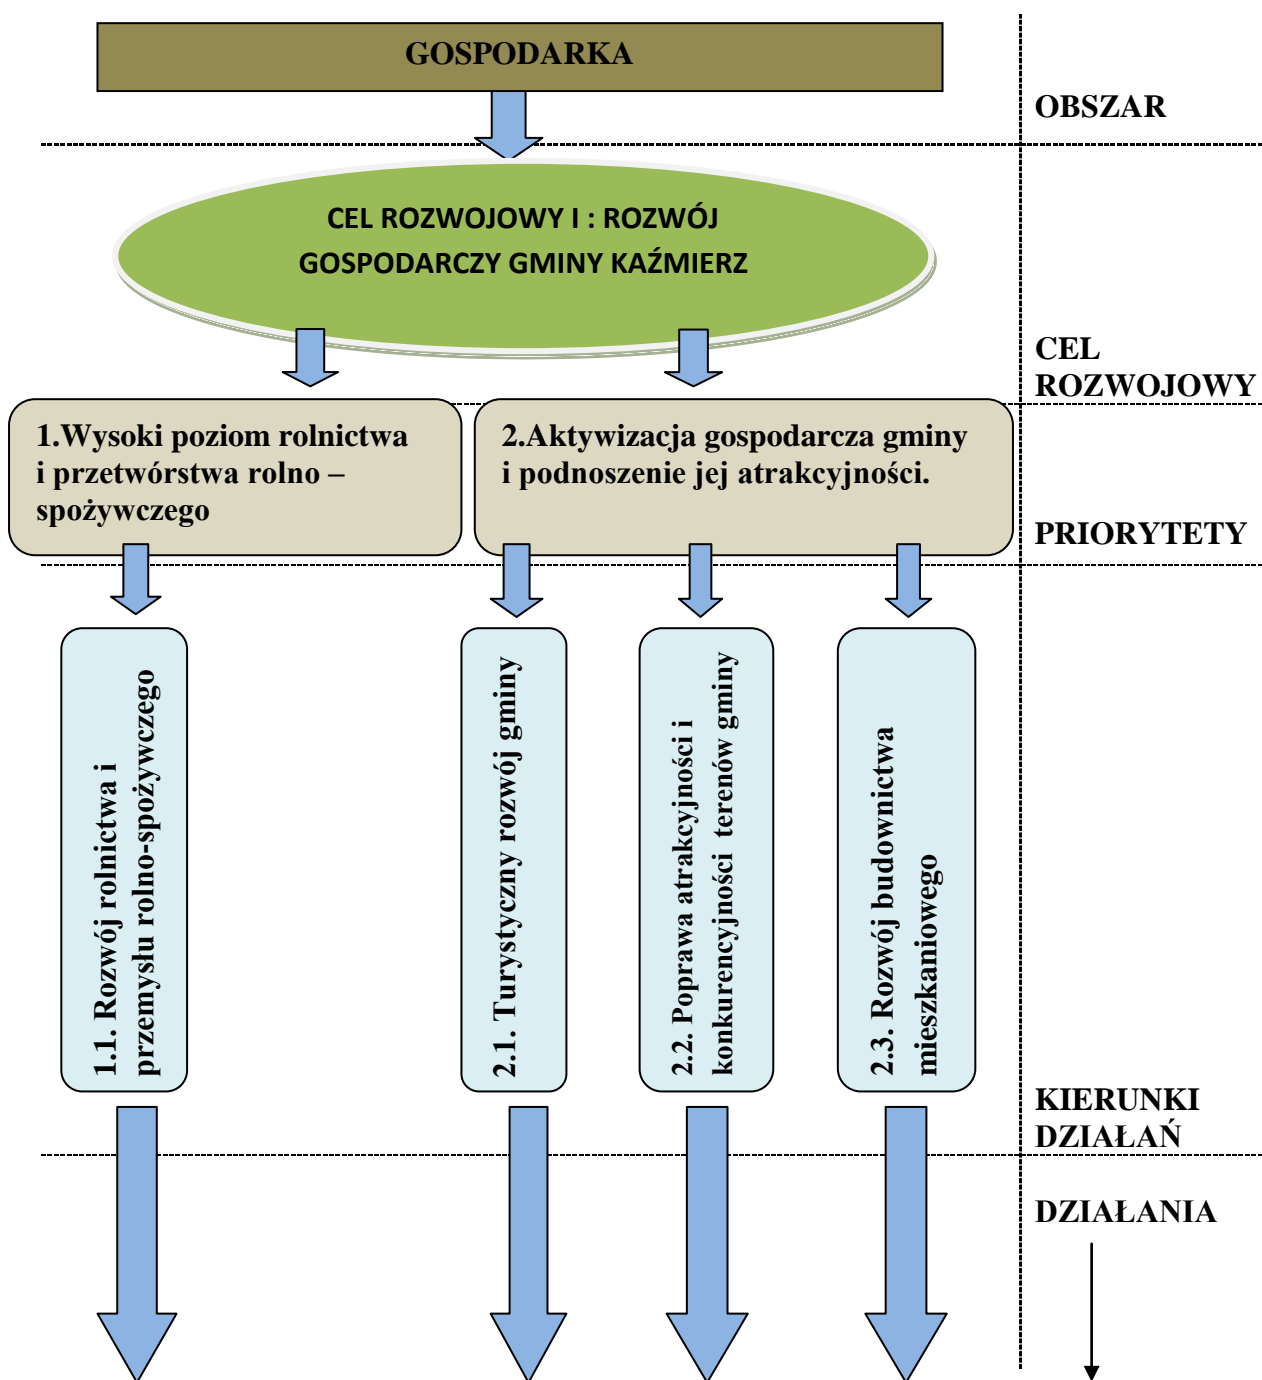 GOSPODARKA
OBSZAR
CEL ROZWOJOWY I : ROZWÓJ
GOSPODARCZY GMINY KAŹMIERZ
CEL
ROZWOJOWY
1.Wysoki poziom rolnictwa
i przetwórstwa rolno –
spożywczego
2.Aktywizacja gospodarcza gminy
i podnoszenie jej atrakcyjności.
PRIORYTETY
1.1. Rozwój rolnictwa i
przemysłu rolno-spożywczego
2.1. Turystyczny rozwój gminy
2.2. Poprawa atrakcyjności i
konkurencyjności terenów gminy
2.3. Rozwój budownictwa
mieszkaniowego
KIERUNKI
DZIAŁAŃ
DZIAŁANIA